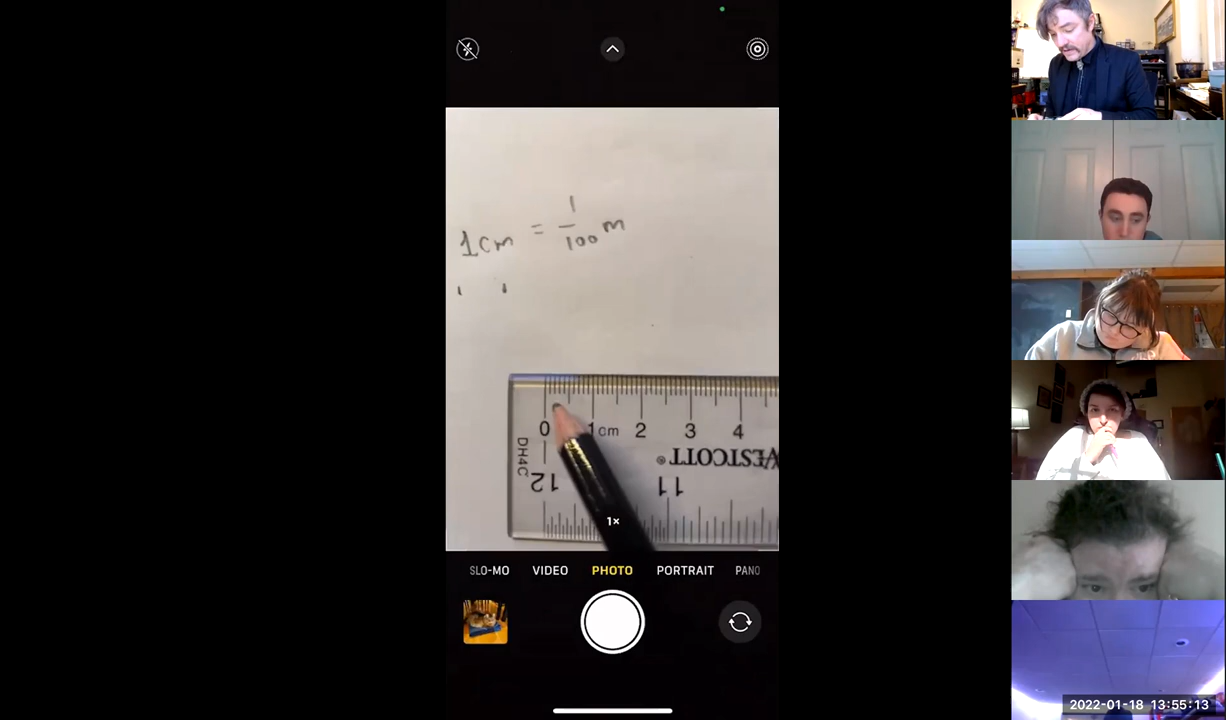 1cm = 1/100 m
0 1cm 2 3 4
DH4C
WESTCOTT®
12 11
1×
SLO-MO VIDEO PHOTO PORTRAIT PANO
2022-01-18 13:55:13